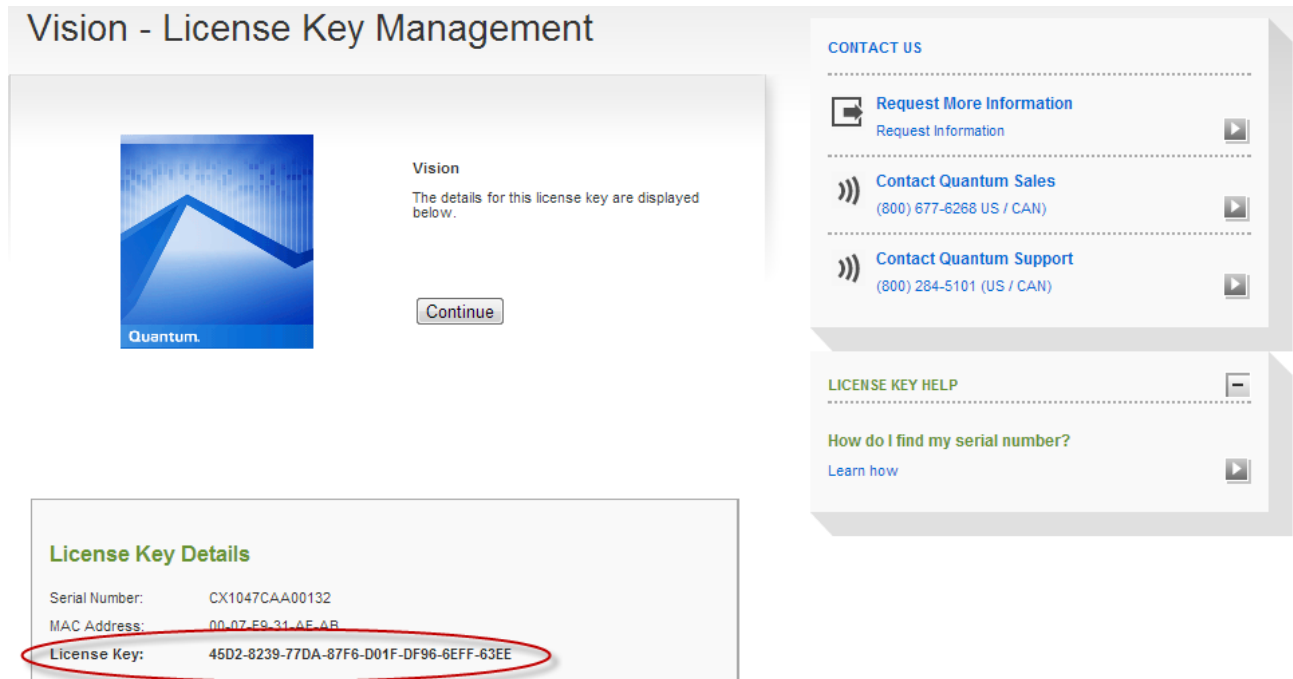 Vision - License Key Management
Vision
The details for this license key are displayed
below.
Continue
Quantum.
License Key Details
Serial Number: CX1047CAA00132
MAC Address: 00-07-E9-31-AF-AB
License Key: 45D2-8239-77DA-87F6-D01F-DF96-6EFF-63EE
CONTACT US
Request More Information
Request Information
Contact Quantum Sales
(800) 677-6268 US / CAN)
Contact Quantum Support
(800) 284-5101 (US / CAN)
LICENSE KEY HELP
How do I find my serial number?
Learn how